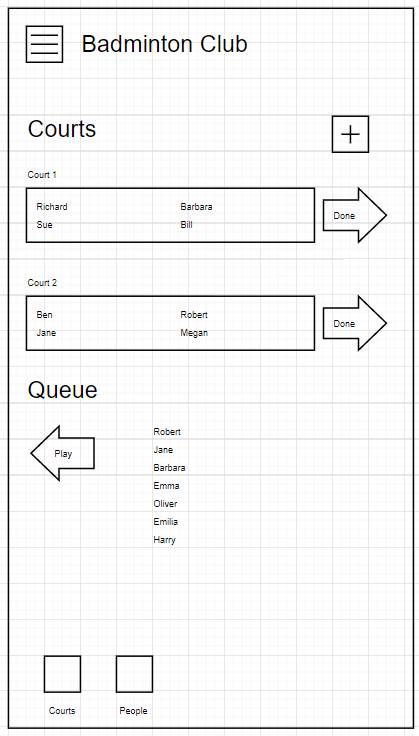 Badminton Club
Courts
Court 1
Richard Barbara
Sue Bill
Done
Court 2
Ben Robert
Jane Megan
Done
Queue
Play
Robert
Jane
Barbara
Emma
Oliver
Emilia
Harry
Courts People